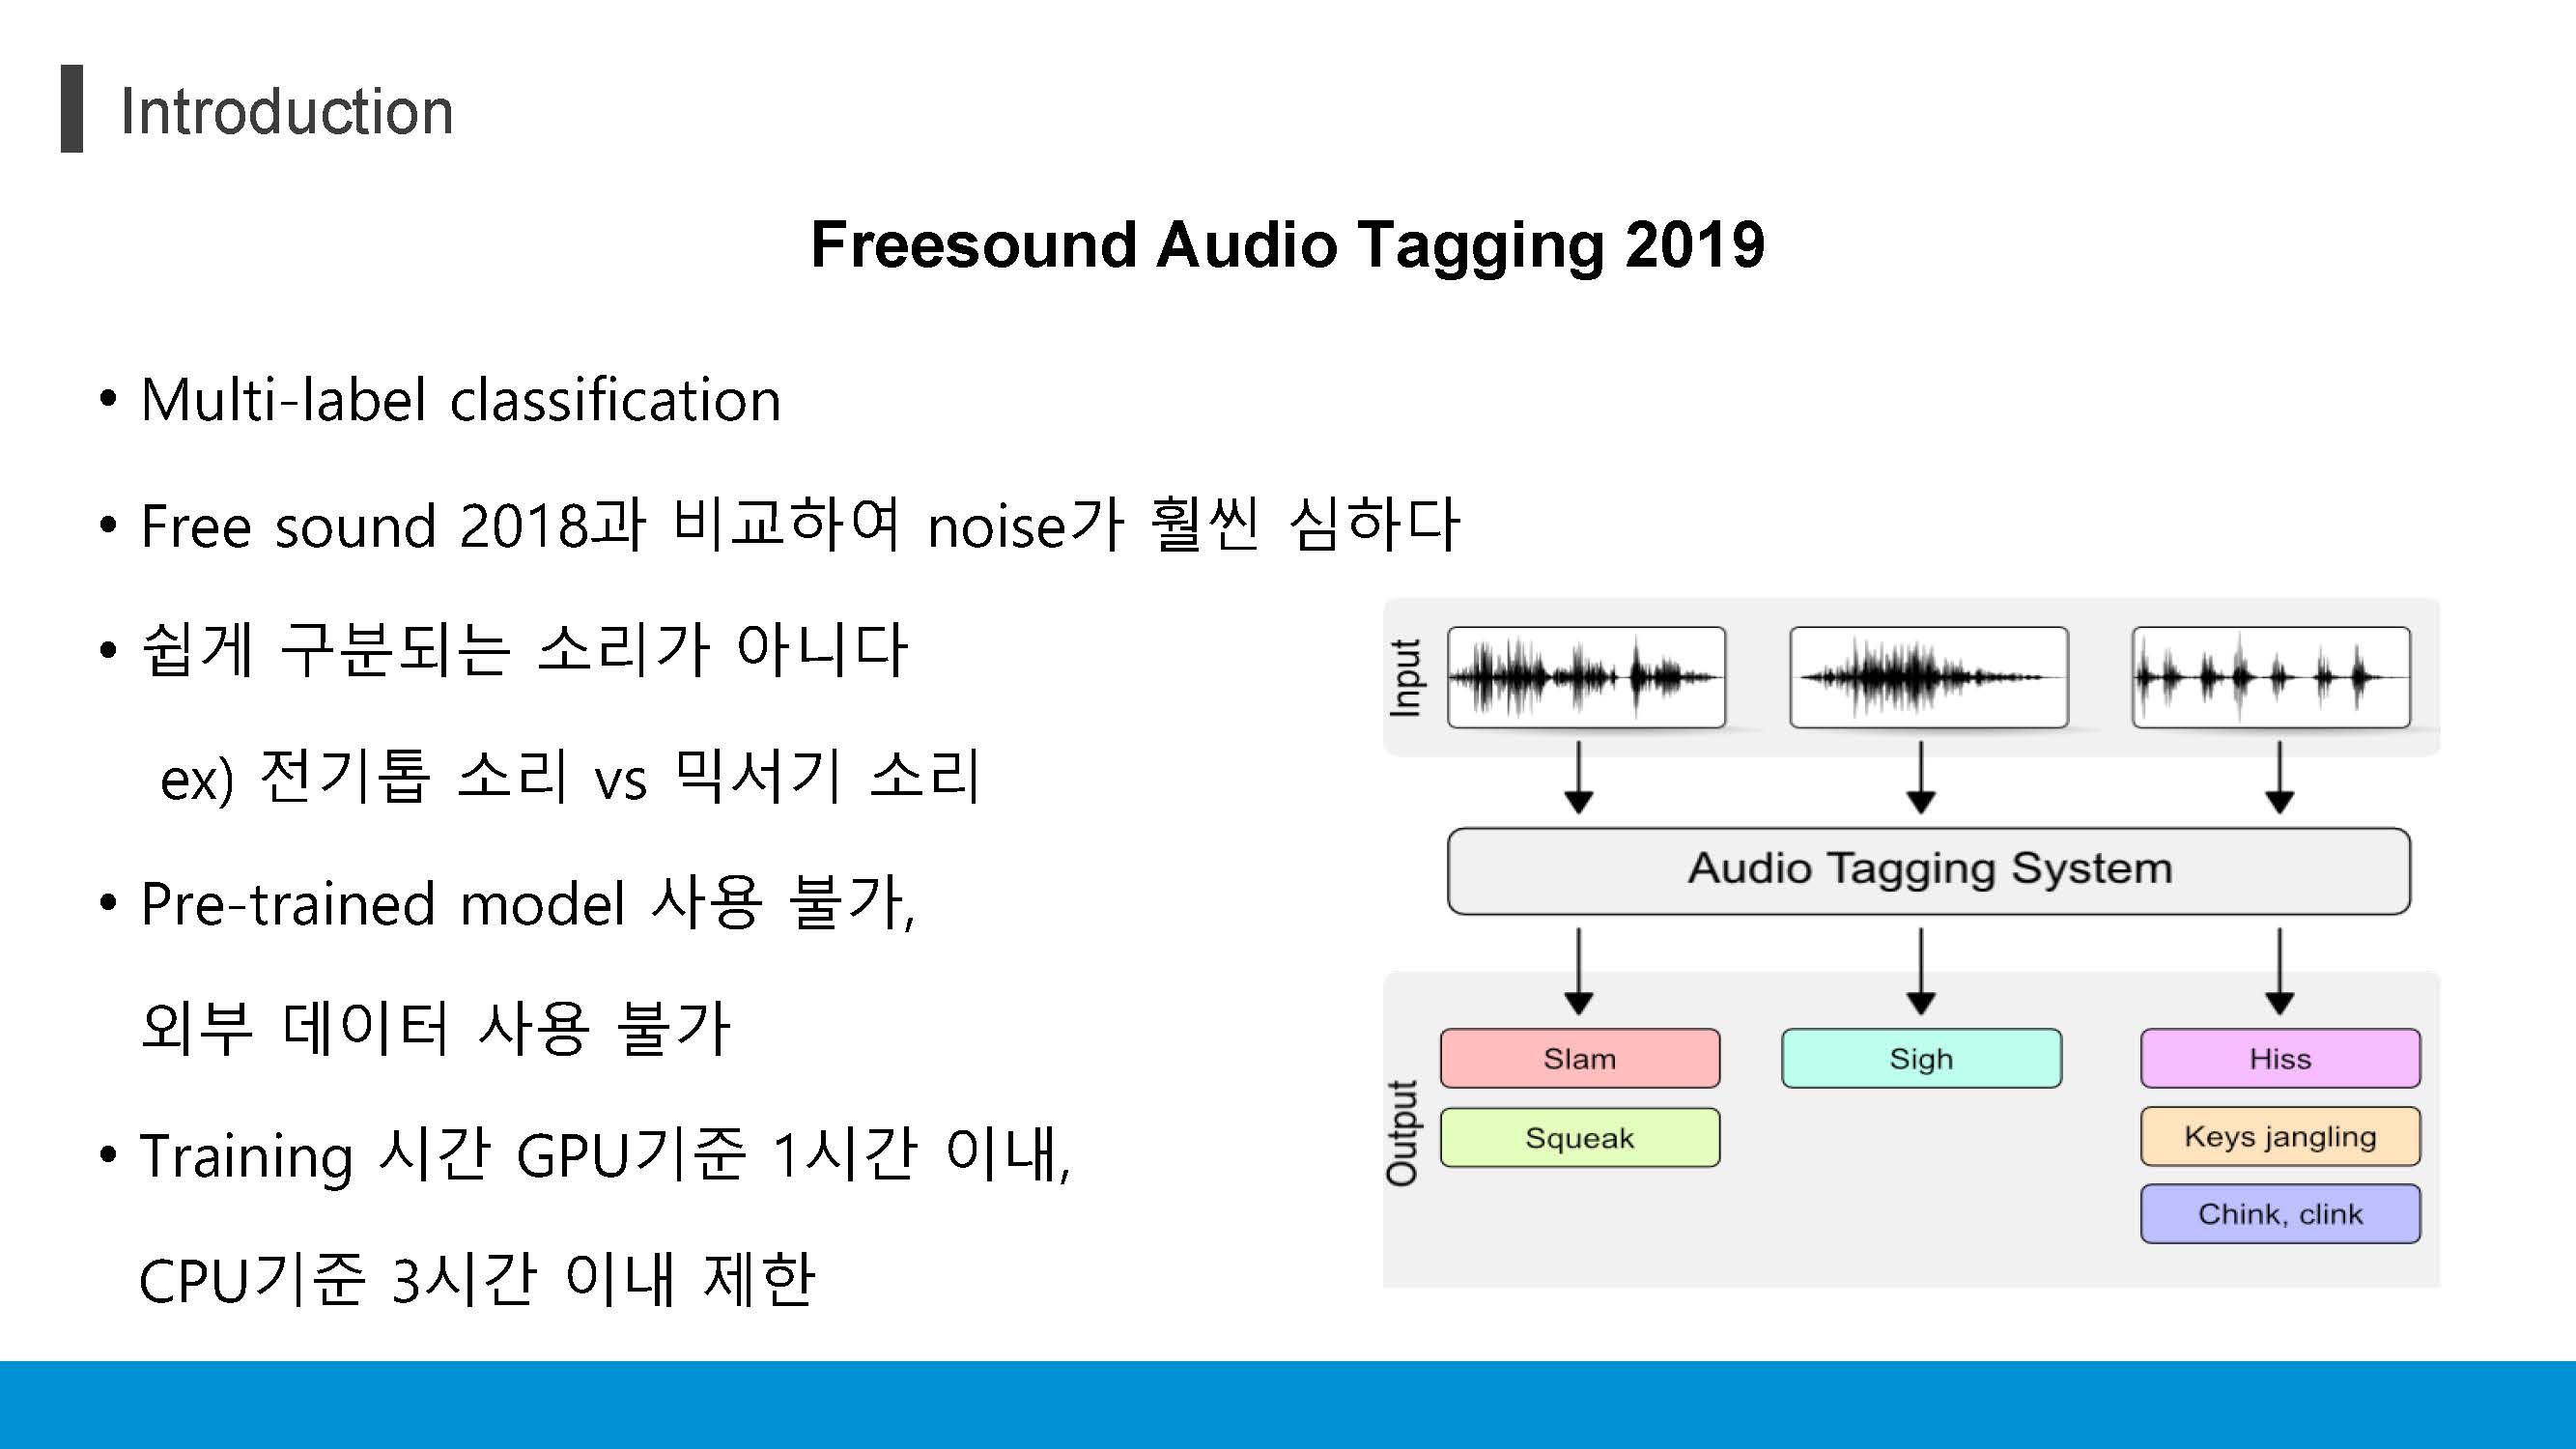 Introduction
Freesound Audio Tagging 2019
• Multi-label classification
• Free sound 2018과 비교하여 noise가 훨씬 심하다
• 쉽게 구분되는 소리가 아니다
ex) 전기톱 소리 vs 믹서기 소리
• Pre-trained model 사용 불가,
외부 데이터 사용 불가
• Training 시간 GPU기준 1시간 이내,
CPU기준 3시간 이내 제한
Input
Audio Tagging System
Output
Slam
Sigh
Hiss
Squeak
Keys jangling
Chink, clink